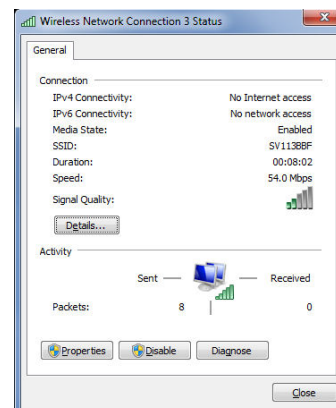 Wireless Network Connection 3 Status
General
Connection
IPv4 Connectivity: No Internet access
IPv6 Connectivity: No network access
Media State: Enabled
SSID: SV113BBF
Duration: 00:08:02
Speed: 54.0 Mbps
Signal Quality:
Details...
Activity
Sent — — Received
Packets: 8 | 0
Properties Disable Diagnose
Close